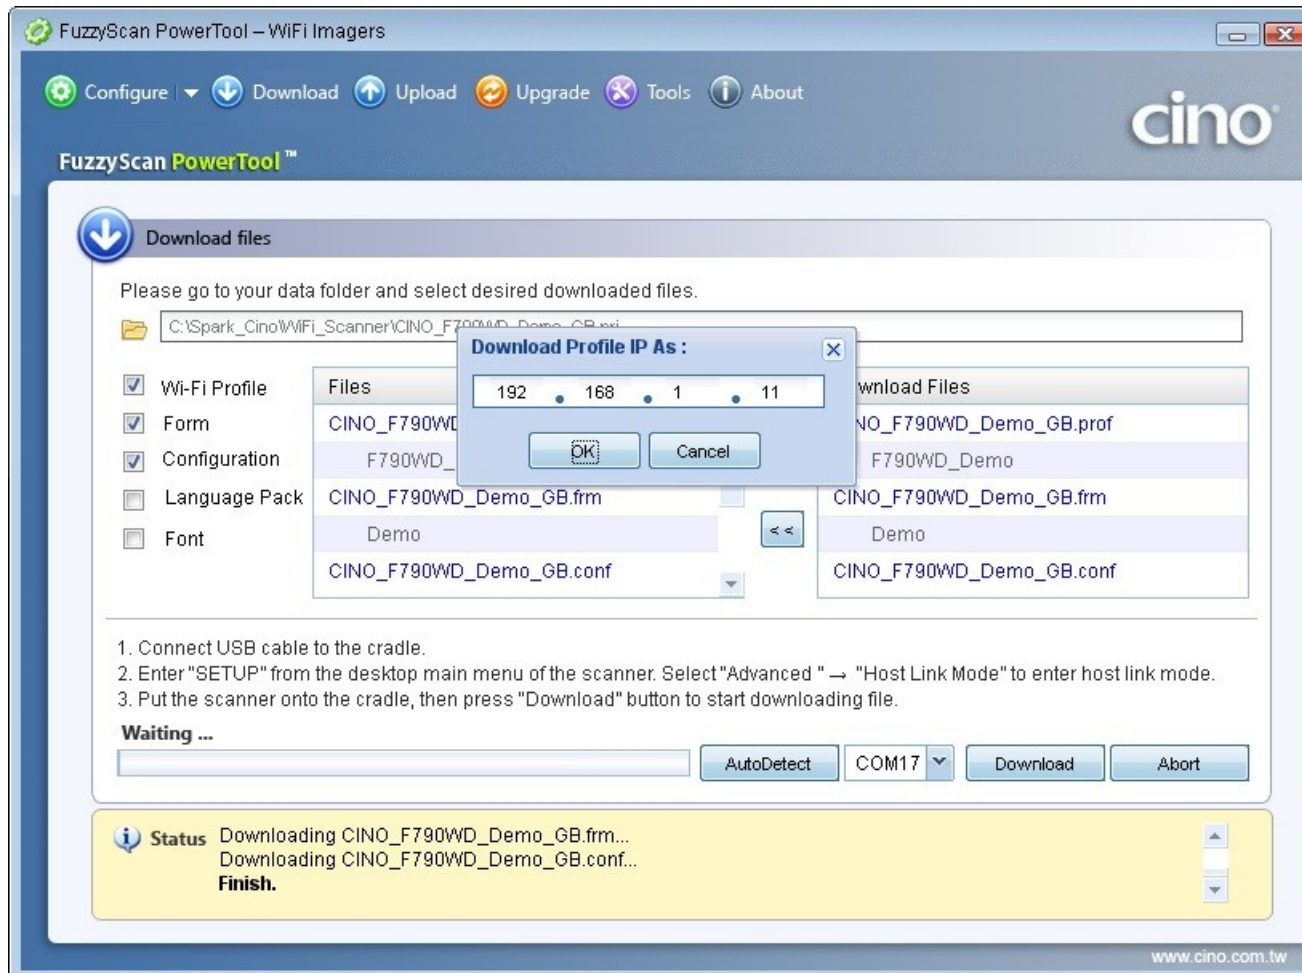 FuzzyScan PowerTool – WiFi Imagers
Configure
Download
Upload
Upgrade
Tools
About
cino
FuzzyScan PowerTool™
Download files
Please go to your data folder and select desired downloaded files.
C:\Spark_Cino\WiFi_Scanner\CINO_F790WD_Demo_GB.prj
Download Profile IP As :
192 . 168 . 1 . 11
OK
Cancel
Wi-Fi Profile
Form
Configuration
Language Pack
Font
Files
CINO_F790WD
F790WD_
CINO_F790WD_Demo_GB.frm
Demo
CINO_F790WD_Demo_GB.conf
<<
wnload Files
NO_F790WD_Demo_GB.prof
F790WD_Demo
CINO_F790WD_Demo_GB.frm
Demo
CINO_F790WD_Demo_GB.conf
1. Connect USB cable to the cradle.
2. Enter "SETUP" from the desktop main menu of the scanner. Select "Advanced " → "Host Link Mode" to enter host link mode.
3. Put the scanner onto the cradle, then press "Download" button to start downloading file.
Waiting ...
AutoDetect
COM17
Download
Abort
Status
Downloading CINO_F790WD_Demo_GB.frm...
Downloading CINO_F790WD_Demo_GB.conf...
Finish.
www.cino.com.tw